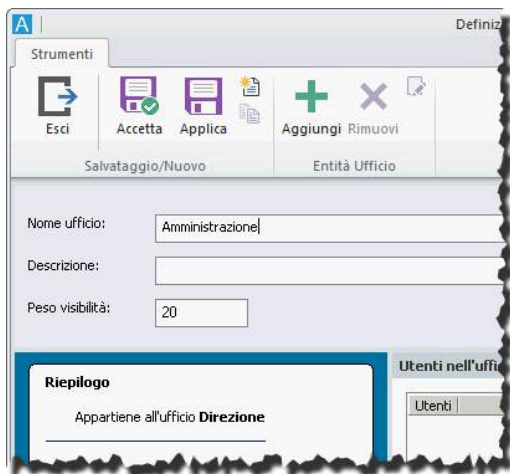 A
Definiz
Strumenti
Esci
Accetta
Applica
Aggiungi
Rimuovi
Salvataggio/Nuovo
Entità Ufficio
Nome ufficio:
Amministrazione
Descrizione:
Peso visibilità:
20
Riepilogo
Appartiene all'ufficio Direzione
Utenti nell'uffi
Utenti